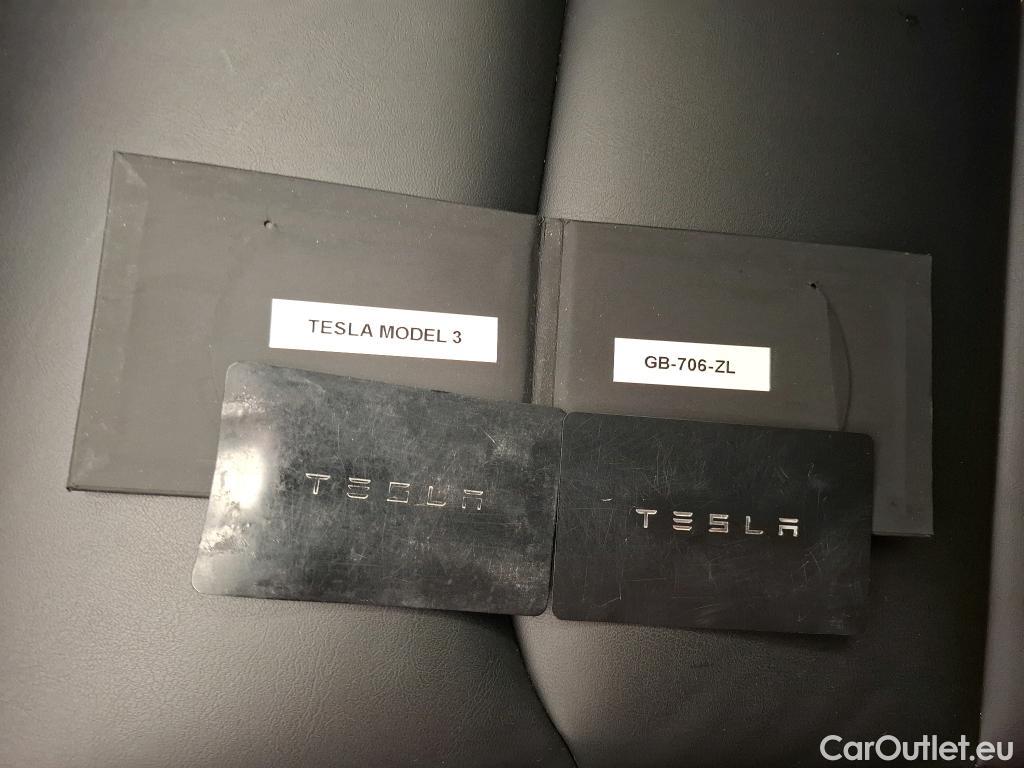 TESLA MODEL 3
GB-706-ZL
TESLA
TESLA
CarOutlet.eu